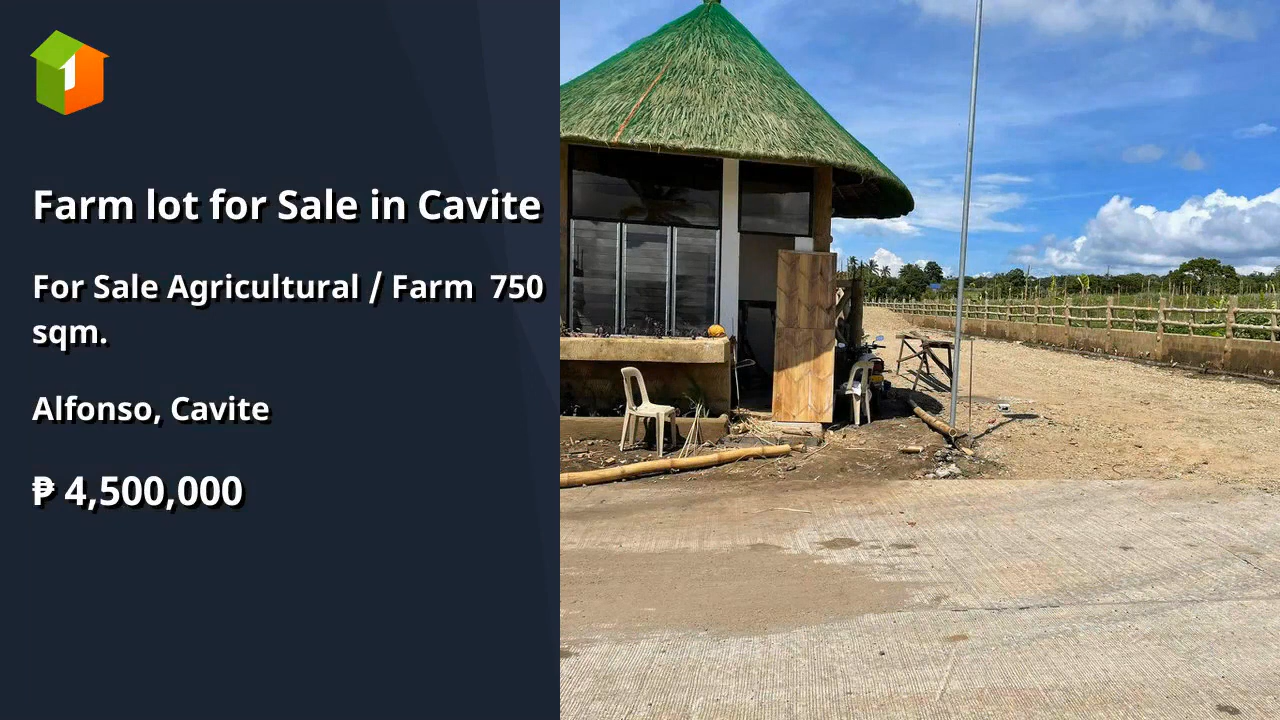 Farm lot for Sale in Cavite
For Sale Agricultural / Farm 750
sqm.
Alfonso, Cavite
₱ 4,500,000